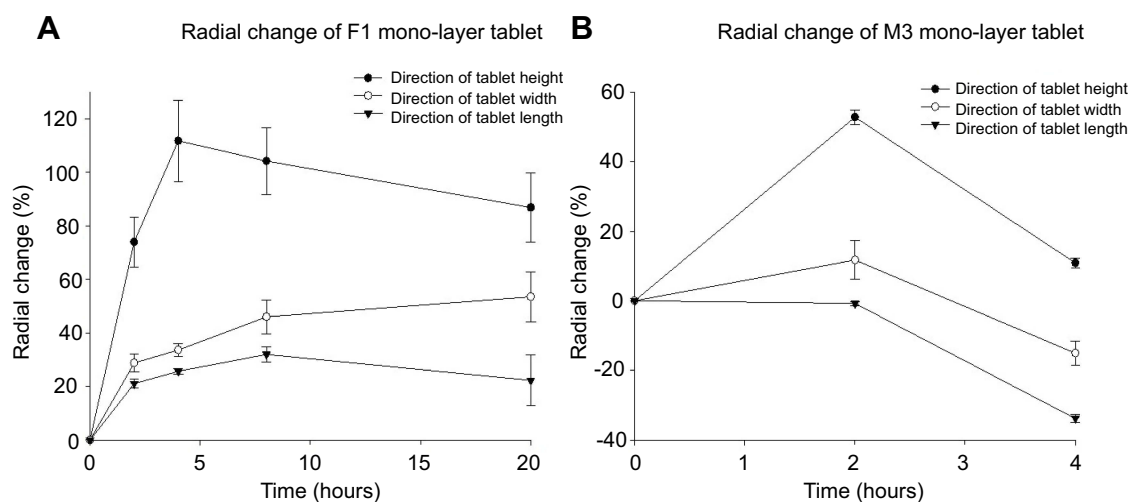 A
Radial change of F1 mono-layer tablet
Direction of tablet height
Direction of tablet width
Direction of tablet length
Radial change (%)
120
100
80
60
40
20
0
0
5
10
15
20
Time (hours)
B
Radial change of M3 mono-layer tablet
Direction of tablet height
Direction of tablet width
Direction of tablet length
Radial change (%)
60
40
20
0
-20
-40
0
1
2
3
4
Time (hours)